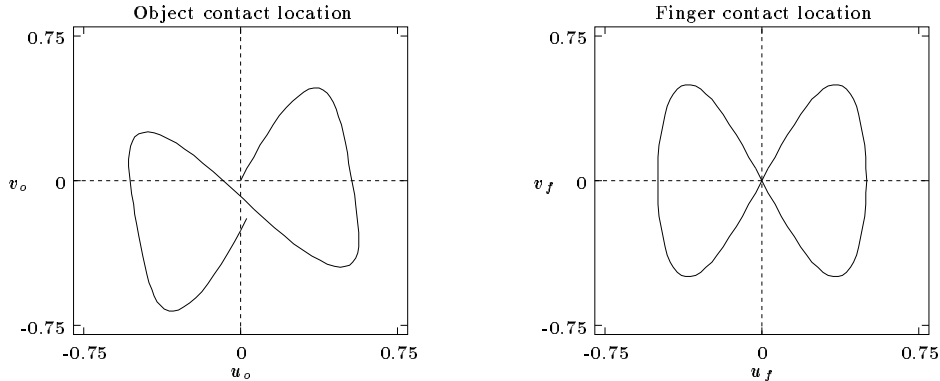 Object contact location
0.75
v_o
0
-0.75
-0.75 0 0.75
u_o
Finger contact location
0.75
v_f
0
-0.75
-0.75 0 0.75
u_f